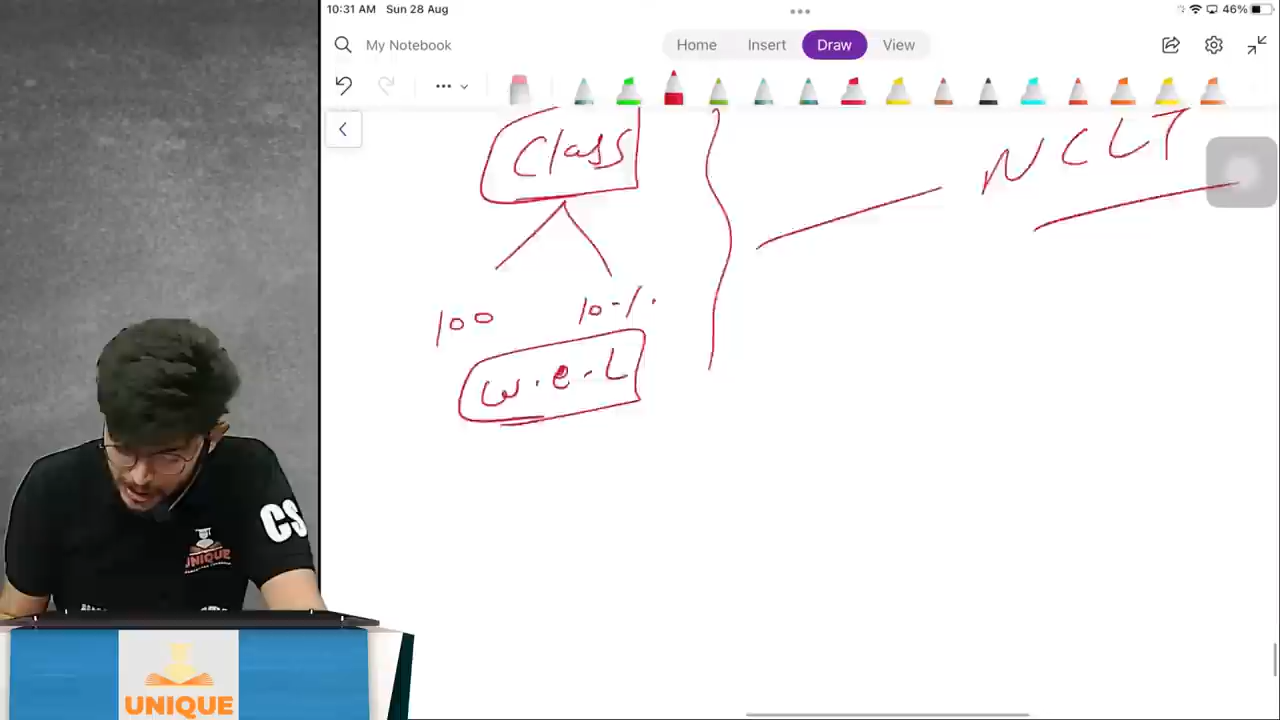 10:31 AM Sun 28 Aug
46%
My Notebook
Home Insert Draw View
Class
NCLT
100 10%
w.e.L
CS
UNIQUE
UNIQUE